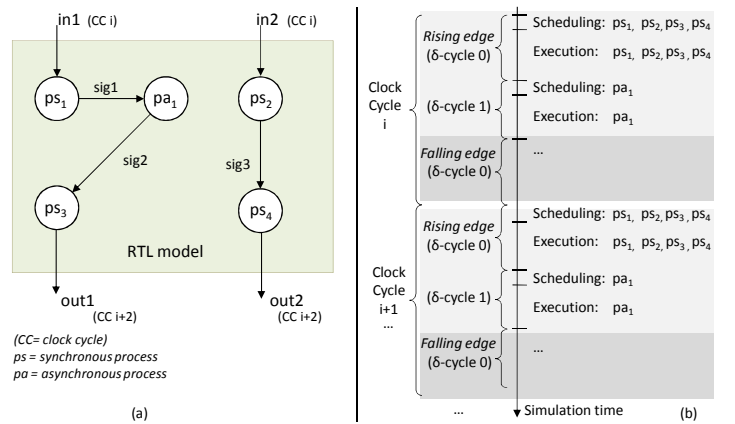 in1 (CC i)
in2 (CC i)
ps1
sig1
pa1
ps2
sig2
sig3
ps3
ps4
RTL model
out1
(CC i+2)
out2
(CC i+2)
(CC= clock cycle)
ps = synchronous process
pa = asynchronous process
(a)
Clock
Cycle
i
Rising edge
(δ-cycle 0)
Scheduling: ps1, ps2, ps3, ps4
Execution: ps1, ps2, ps3, ps4
(δ-cycle 1)
Scheduling: pa1
Execution: pa1
Falling edge
(δ-cycle 0)
...
Clock
Cycle
i+1
...
Rising edge
(δ-cycle 0)
Scheduling: ps1, ps2, ps3, ps4
Execution: ps1, ps2, ps3, ps4
(δ-cycle 1)
Scheduling: pa1
Execution: pa1
Falling edge
(δ-cycle 0)
...
...
Simulation time
(b)